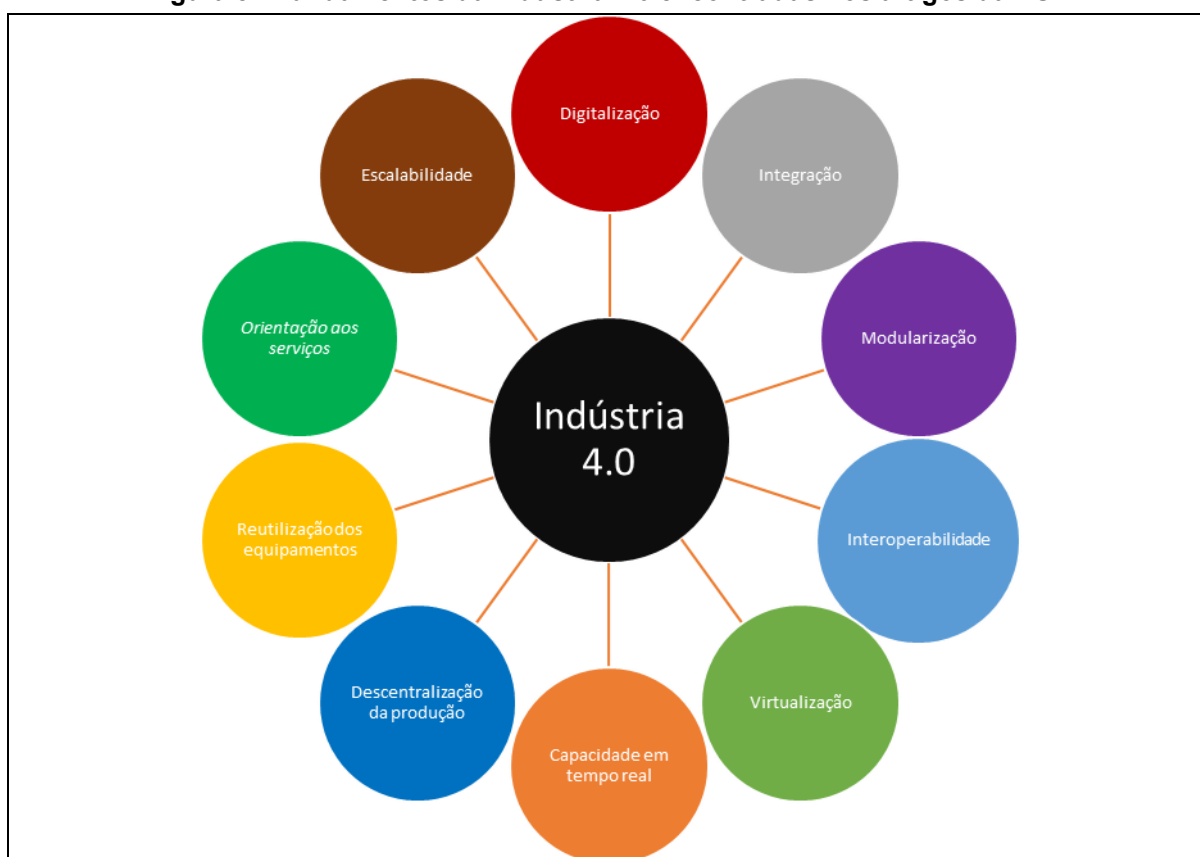 Digitalização
Integração
Modularização
Interoperabilidade
Virtualização
Capacidade em
tempo real
Descentralização
da produção
Reutilização dos
equipamentos
Orientação aos
serviços
Escalabilidade
Indústria
4.0